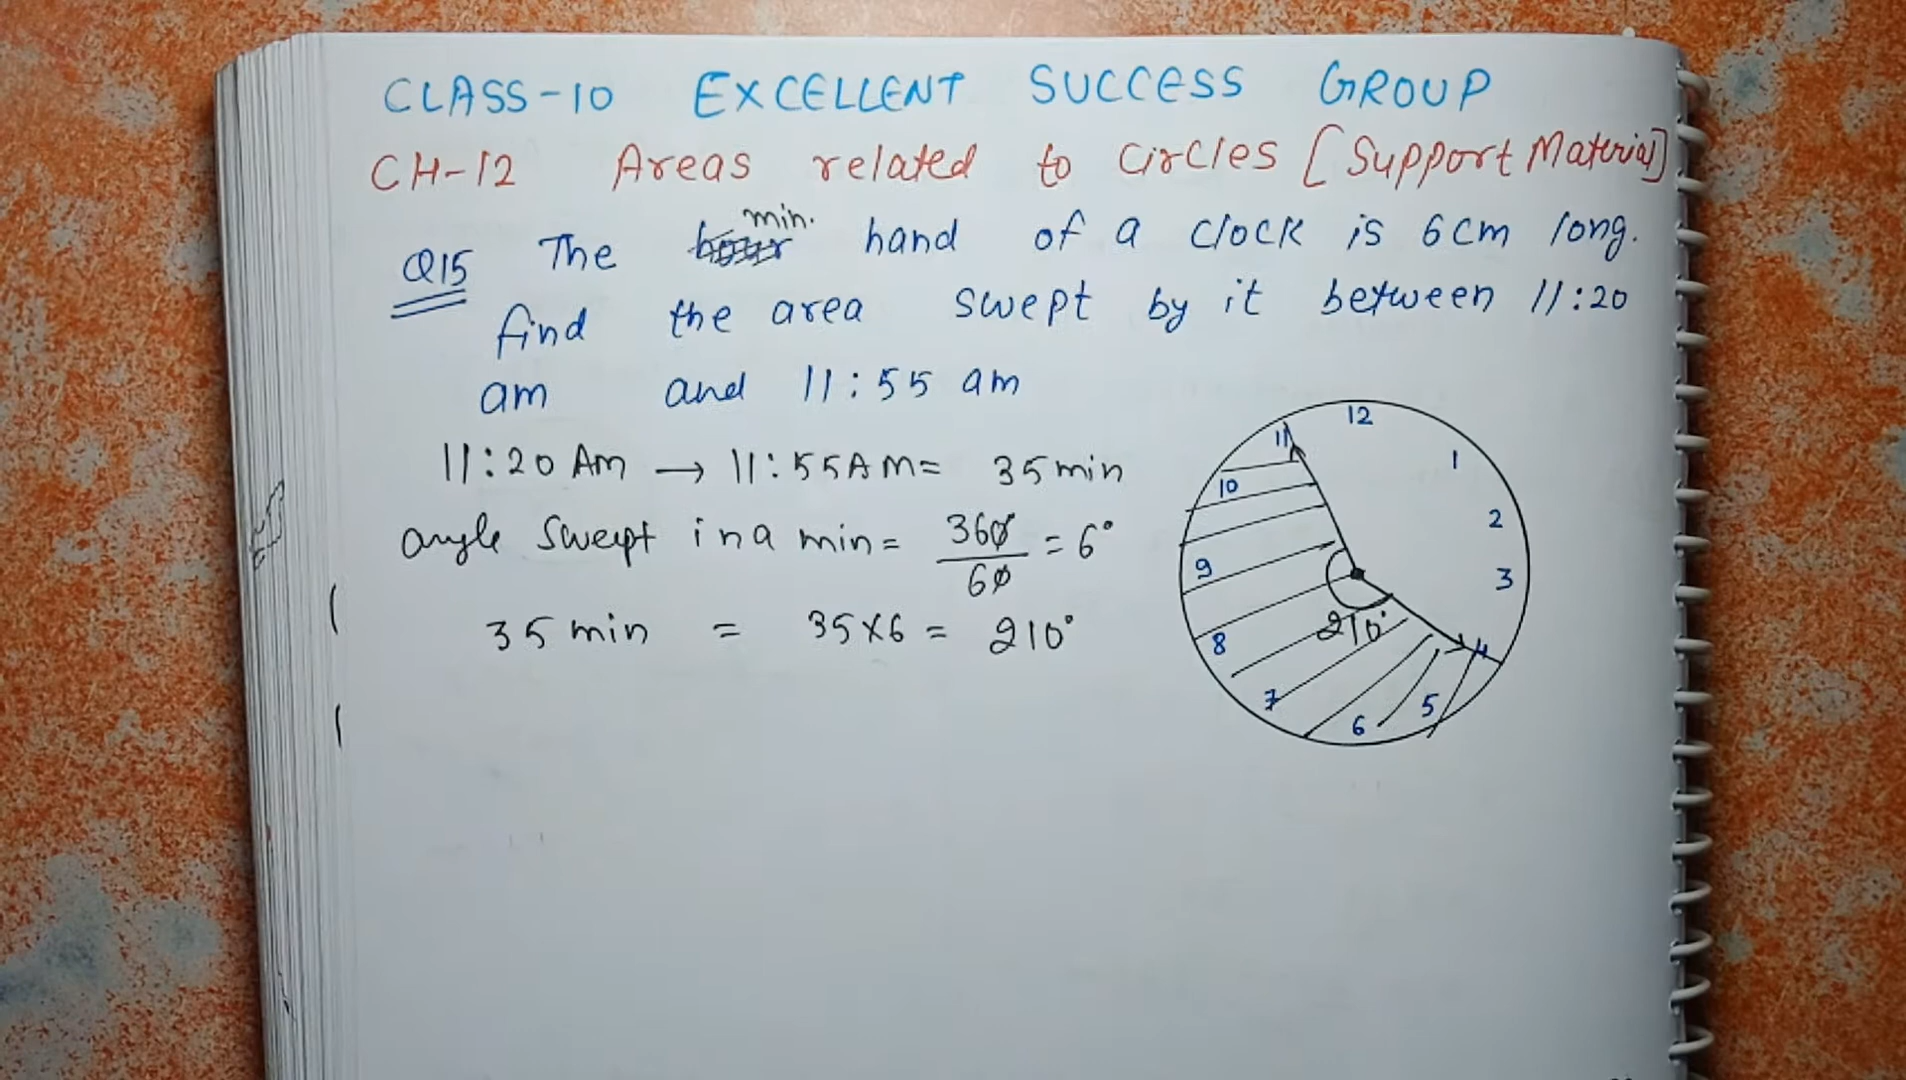 CLASS-10 EXCELLENT SUCCESS GROUP
CH-12 Areas related to Circles [Support Material]
Q15 The min. hand of a clock is 6cm long.
find the area swept by it between 11:20
am and 11:55 am
11:20 Am → 11:55AM = 35 min
angle swept in a min = 360/60 = 6°
35 min = 35×6 = 210°
12
11
1
10
2
9
3
210°
8
4
7
5
6